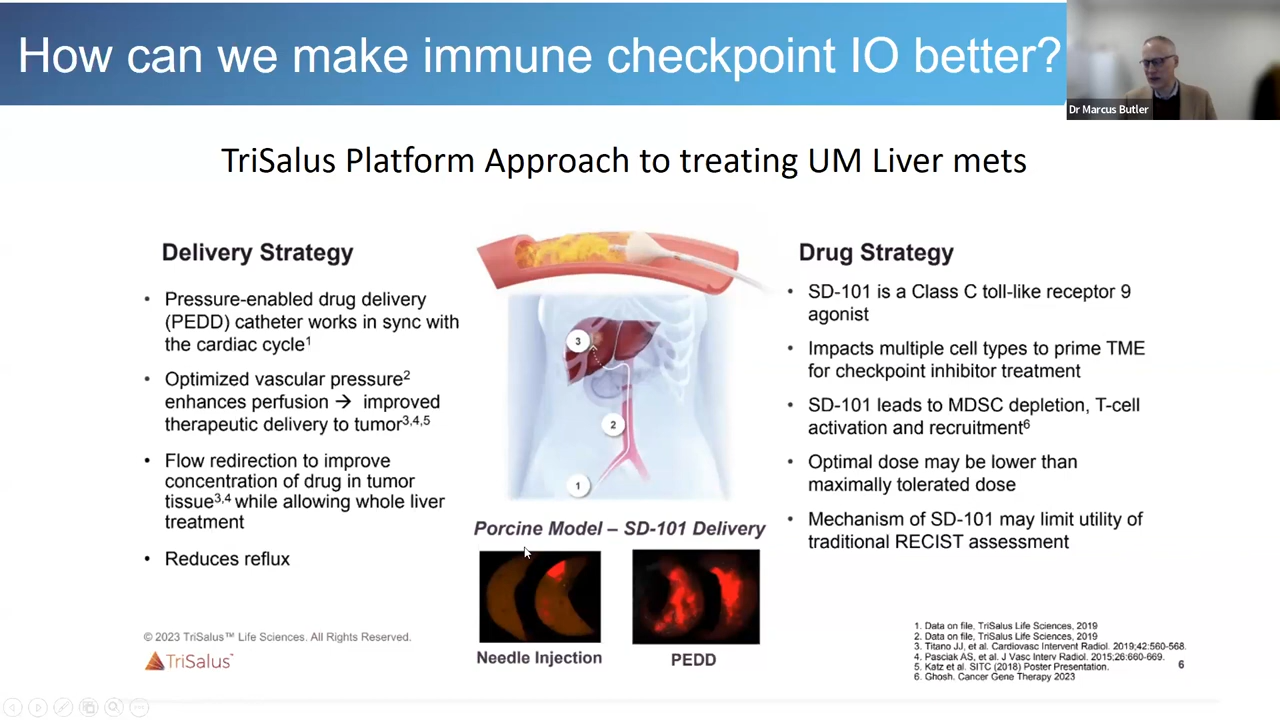 How can we make immune checkpoint IO better?
Dr Marcus Butler
TriSalus Platform Approach to treating UM Liver mets
Delivery Strategy
• Pressure-enabled drug delivery
(PEDD) catheter works in sync with
the cardiac cycle1
• Optimized vascular pressure2
enhances perfusion → improved
therapeutic delivery to tumor3,4,5
• Flow redirection to improve
concentration of drug in tumor
tissue3,4 while allowing whole liver
treatment
• Reduces reflux
3
2
1
Porcine Model – SD-101 Delivery
Needle Injection
PEDD
Drug Strategy
• SD-101 is a Class C toll-like receptor 9
agonist
• Impacts multiple cell types to prime TME
for checkpoint inhibitor treatment
• SD-101 leads to MDSC depletion, T-cell
activation and recruitment6
• Optimal dose may be lower than
maximally tolerated dose
• Mechanism of SD-101 may limit utility of
traditional RECIST assessment
© 2023 TriSalus™ Life Sciences. All Rights Reserved.
TriSalus™
1. Data on file, TriSalus Life Sciences, 2019
2. Data on file, TriSalus Life Sciences, 2019
3. Titano JJ, et al. Cardiovasc Intervent Radiol. 2019;42:560-568.
4. Pasciak AS, et al. J Vasc Interv Radiol. 2015;26:660-669.
5. Katz et al. SITC (2018) Poster Presentation.
6. Ghosh. Cancer Gene Therapy 2023
6